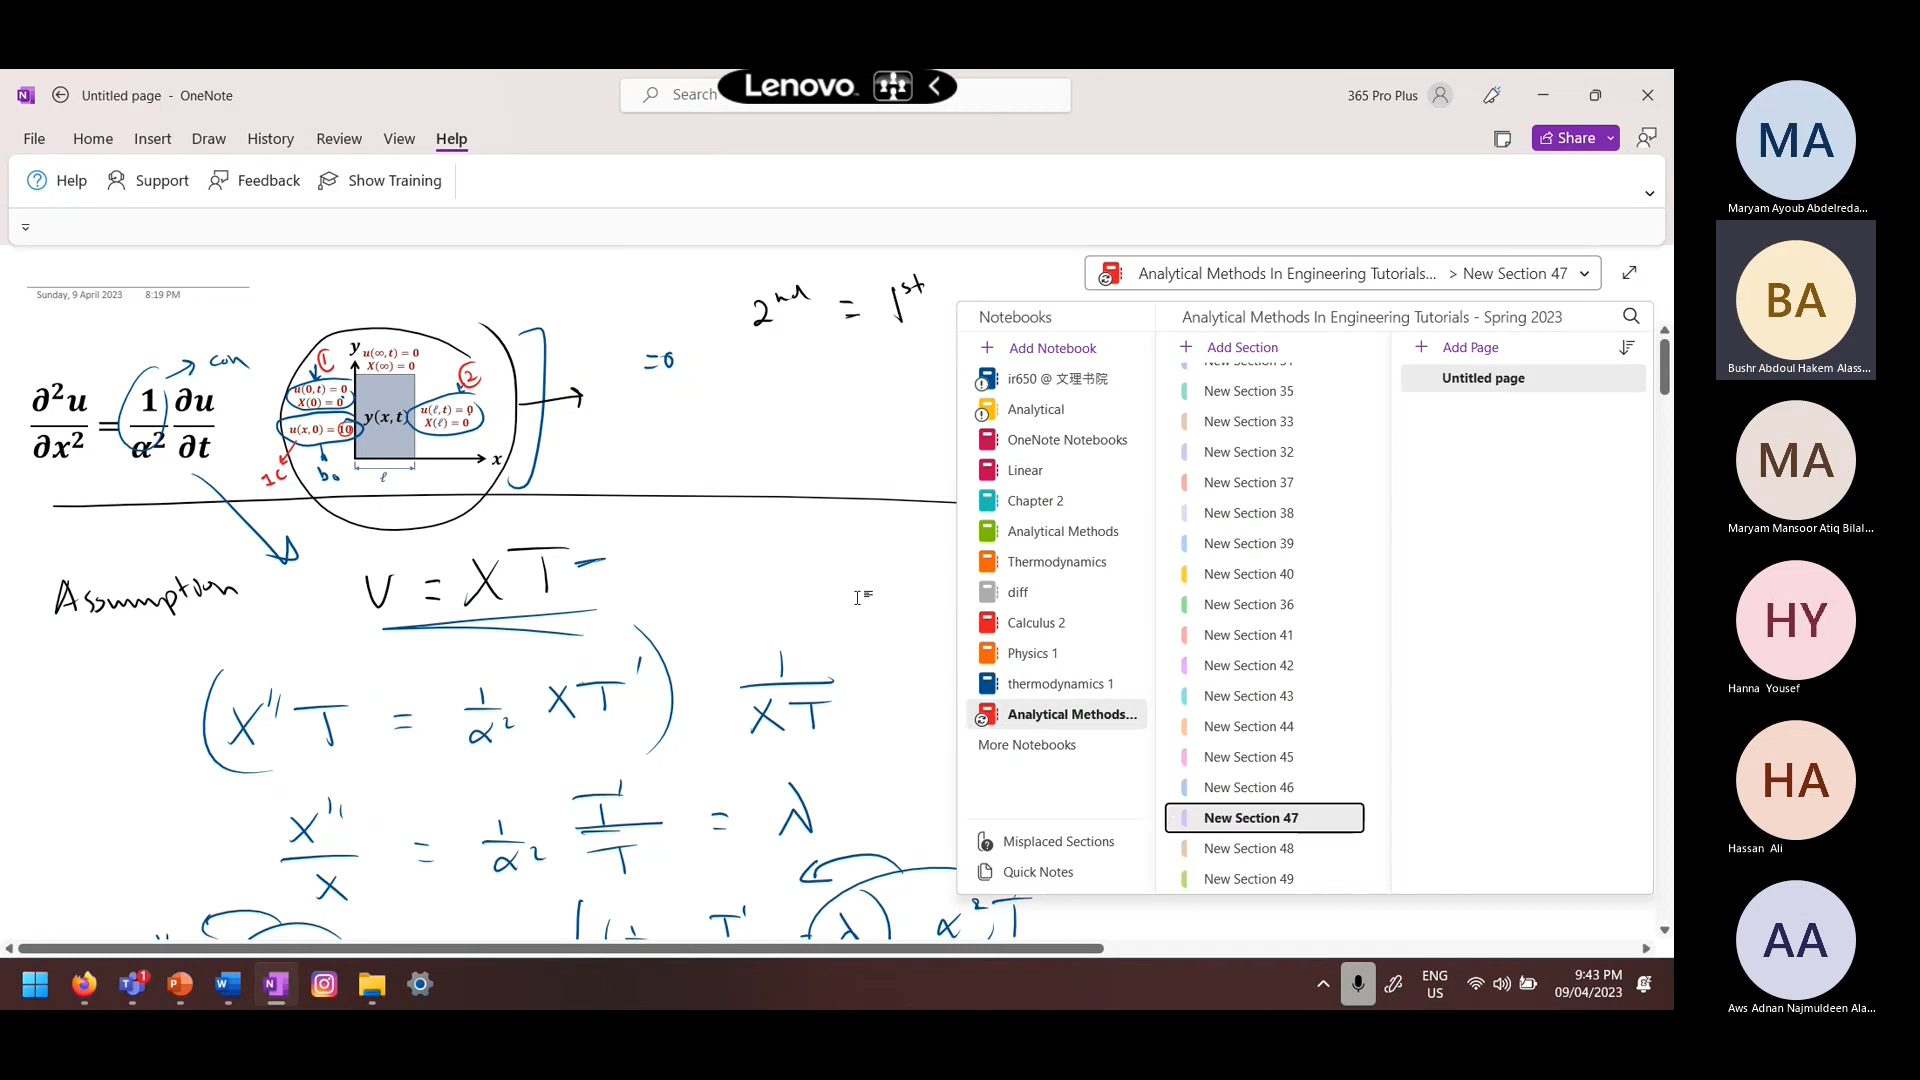 Lenovo
Untitled page - OneNote
Search
365 Pro Plus
File Home Insert Draw History Review View Help
Share
Help Support Feedback Show Training
Sunday, 9 April 2023 8:19 PM
2nd = 1st
= 0
∂²u/∂x² = 1/α² ∂u/∂t
con
y
u(∞, t) = 0
X(∞) = 0
1
u(0, t) = 0
X(0) = 0
2
u(ℓ, t) = 0
X(ℓ) = 0
y(x, t)
u(x, 0) = 10
IC
x
ℓ
Assumption
U = XT
(X''T = 1/α² XT') 1/XT
X''/X = 1/α² T'/T = λ
T' λ α² T
Analytical Methods In Engineering Tutorials... > New Section 47
Notebooks
Add Notebook
ir650 @ 文理书院
Analytical
OneNote Notebooks
Linear
Chapter 2
Analytical Methods
Thermodynamics
diff
Calculus 2
Physics 1
thermodynamics 1
Analytical Methods...
More Notebooks
Misplaced Sections
Quick Notes
Analytical Methods In Engineering Tutorials - Spring 2023
Add Section
New Section 35
New Section 33
New Section 32
New Section 37
New Section 38
New Section 39
New Section 40
New Section 36
New Section 41
New Section 42
New Section 43
New Section 44
New Section 45
New Section 46
New Section 47
New Section 48
New Section 49
Add Page
Untitled page
ENG
US
9:43 PM
09/04/2023
MA
Maryam Ayoub Abdelreda...
BA
Bushr Abdoul Hakem Alass...
MA
Maryam Mansoor Atiq Bilal...
HY
Hanna Yousef
HA
Hassan Ali
AA
Aws Adnan Najmuldeen Ala...